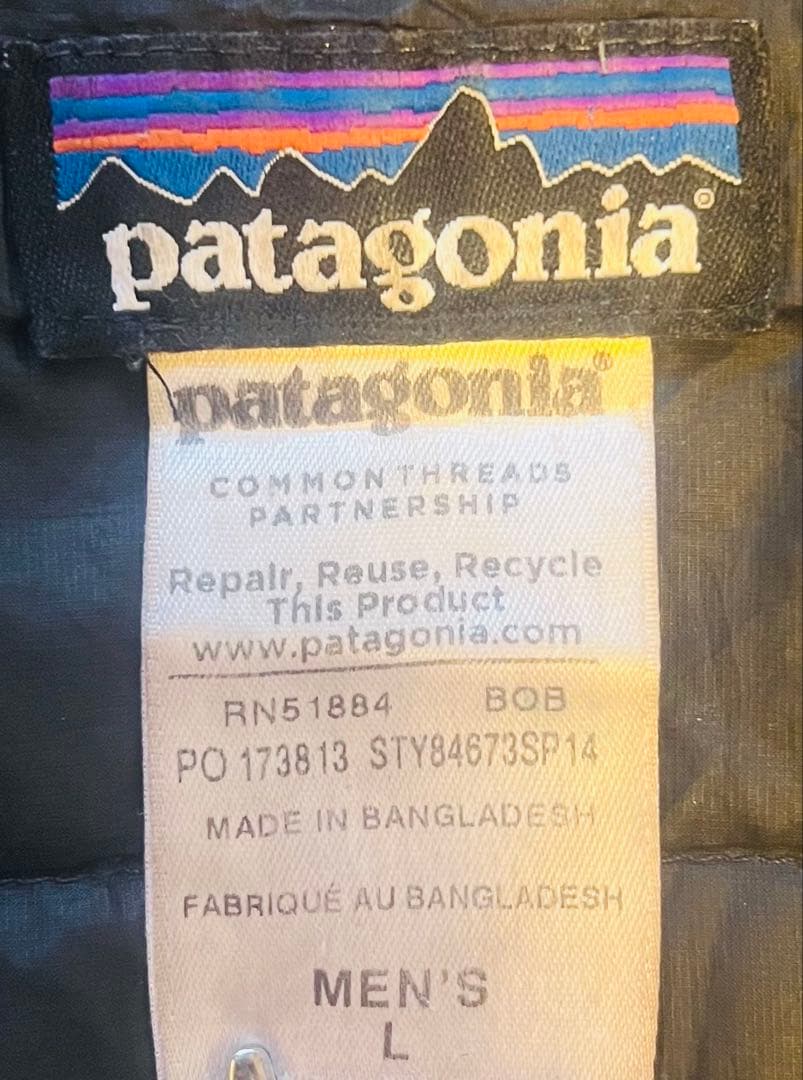 patagonia®
patagonia®
COMMON THREADS
PARTNERSHIP
Repair, Reuse, Recycle
This Product
www.patagonia.com
RN51884 BOB
PO 173813 STY84673SP14
MADE IN BANGLADESH
FABRIQUÉ AU BANGLADESH
MEN'S
L